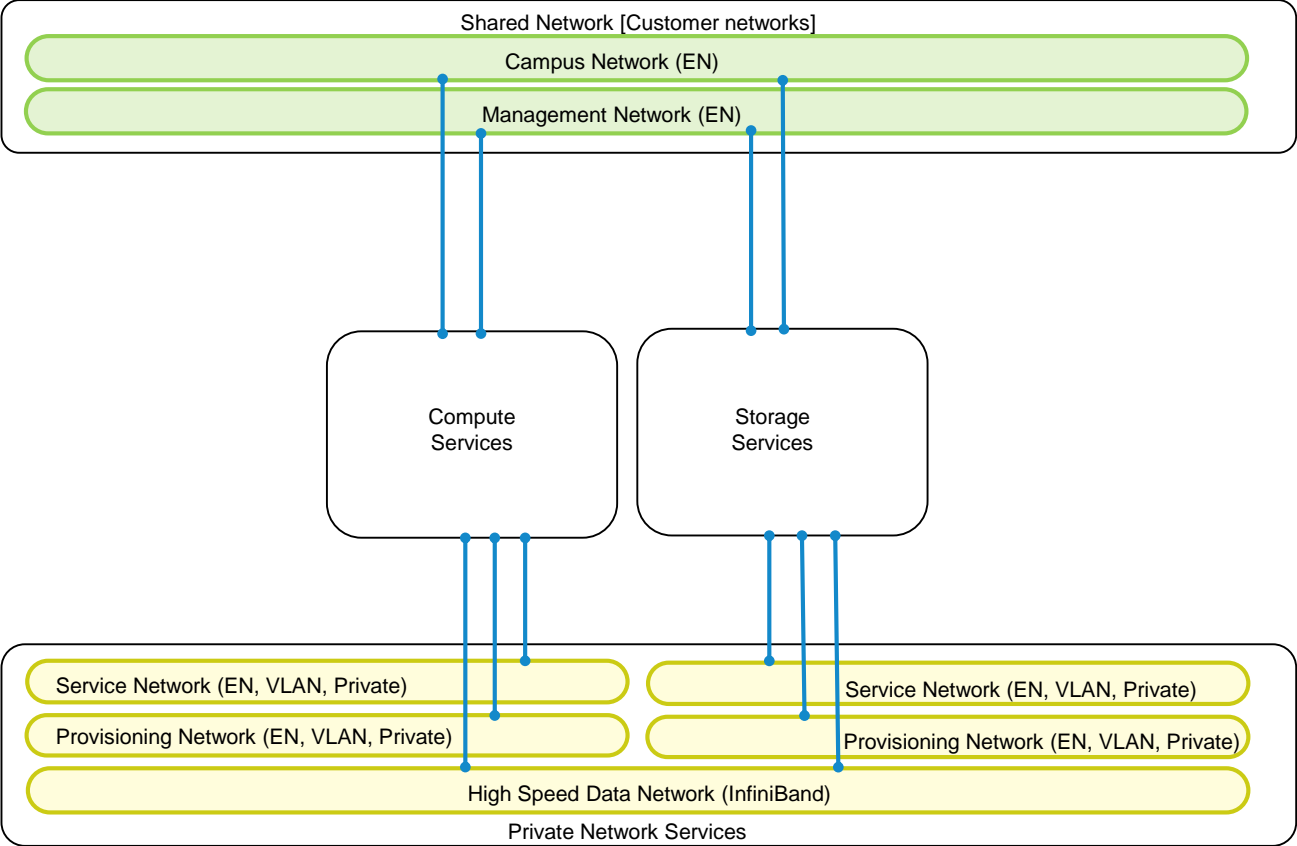 Shared Network [Customer networks]
Campus Network (EN)
Management Network (EN)
Compute
Services
Storage
Services
Service Network (EN, VLAN, Private)
Service Network (EN, VLAN, Private)
Provisioning Network (EN, VLAN, Private)
Provisioning Network (EN, VLAN, Private)
High Speed Data Network (InfiniBand)
Private Network Services